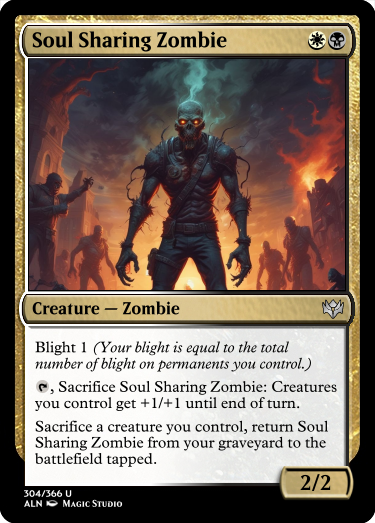 Soul Sharing Zombie
Creature — Zombie
Blight 1 (Your blight is equal to the total
number of blight on permanents you control.)
, Sacrifice Soul Sharing Zombie: Creatures
you control get +1/+1 until end of turn.
Sacrifice a creature you control, return Soul
Sharing Zombie from your graveyard to the
battlefield tapped.
2/2
304/366 U
ALN Magic Studio